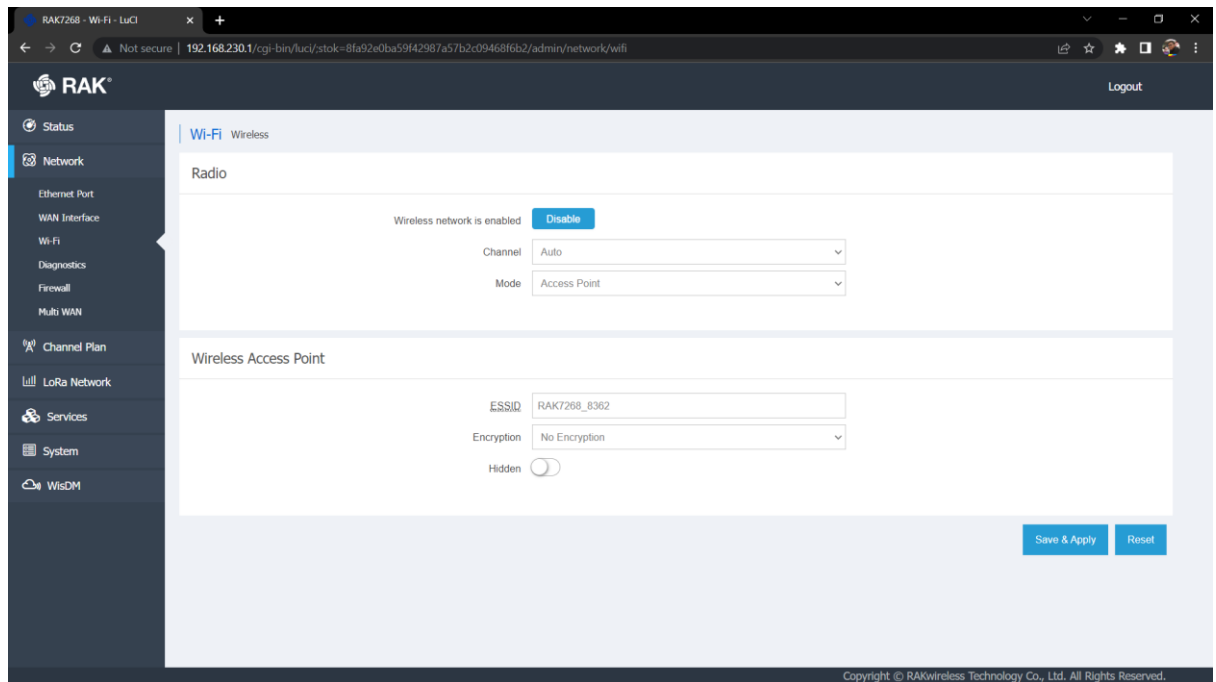 RAK7268 - Wi-Fi - LuCI
Not secure | 192.168.230.1/cgi-bin/luci/;stok=8fa92e0ba59f42987a57b2c09468f6b2/admin/network/wifi
RAK®
Logout
Status
Network
Ethernet Port
WAN Interface
Wi-Fi
Diagnostics
Firewall
Multi WAN
Channel Plan
LoRa Network
Services
System
WisDM
Wi-Fi Wireless
Radio
Wireless network is enabled Disable
Channel Auto
Mode Access Point
Wireless Access Point
ESSID RAK7268_8362
Encryption No Encryption
Hidden
Save & Apply Reset
Copyright © RAKwireless Technology Co., Ltd. All Rights Reserved.